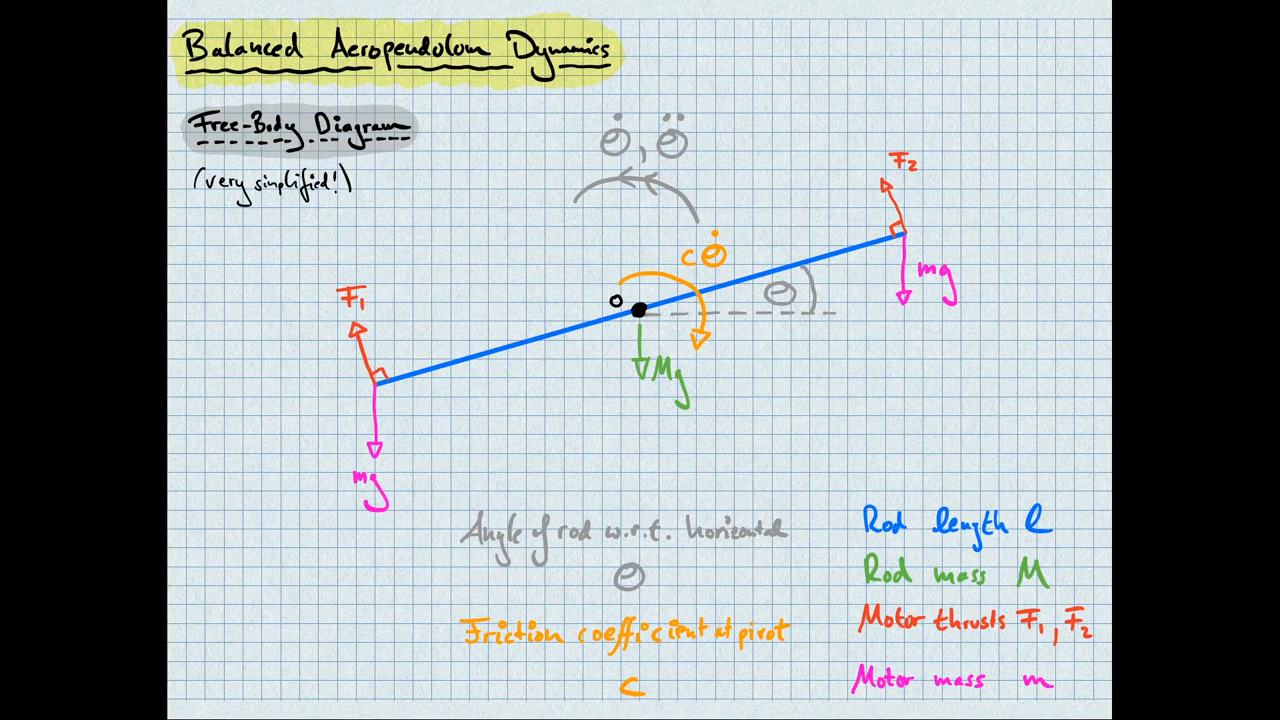 Balanced Aeropendulum Dynamics
Free-Body Diagram
(very simplified!)
Θ̇, Θ̈
F₂
cΘ̇
mg
Θ
F₁
o
Mg
mg
Angle of rod w.r.t. horizontal
Θ
Friction coefficient at pivot
c
Rod length l
Rod mass M
Motor thrusts F₁, F₂
Motor mass m